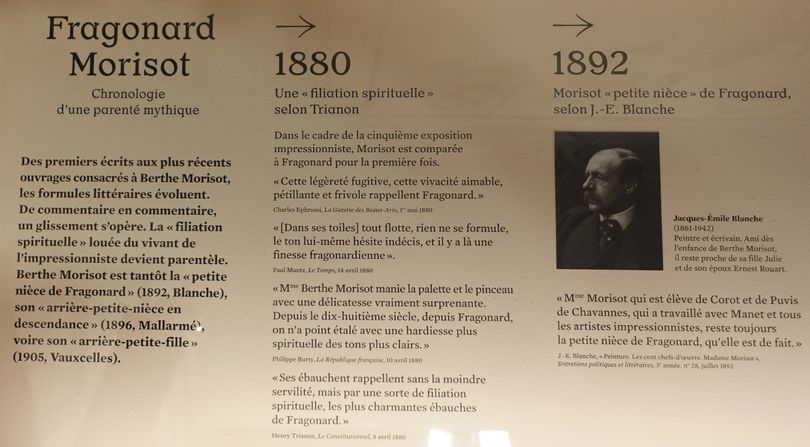 Fragonard
Morisot
Chronologie
d'une parenté mythique
Des premiers écrits aux plus récents
ouvrages consacrés à Berthe Morisot,
les formules littéraires évoluent.
De commentaire en commentaire,
un glissement s'opère. La « filiation
spirituelle » louée du vivant de
l'impressionniste devient parentèle.
Berthe Morisot est tantôt la « petite
nièce de Fragonard » (1892, Blanche),
son « arrière-petite-nièce en
descendance » (1896, Mallarmé),
voire son « arrière-petite-fille »
(1905, Vauxcelles).
→
1880
Une « filiation spirituelle »
selon Trianon
Dans le cadre de la cinquième exposition
impressionniste, Morisot est comparée
à Fragonard pour la première fois.
« Cette légèreté fugitive, cette vivacité aimable,
pétillante et frivole rappellent Fragonard. »
Charles Ephrussi, La Gazette des Beaux-Arts, 1er mai 1880
« [Dans ses toiles] tout flotte, rien ne se formule,
le ton lui-même hésite indécis, et il y a là une
finesse fragonardienne ».
Paul Mantz, Le Temps, 14 avril 1880
« Mme Berthe Morisot manie la palette et le pinceau
avec une délicatesse vraiment surprenante.
Depuis le dix-huitième siècle, depuis Fragonard,
on n'a point étalé avec une hardiesse plus
spirituelle des tons plus clairs. »
Philippe Burty, La République française, 10 avril 1880
« Ses ébauchent rappellent sans la moindre
servilité, mais par une sorte de filiation
spirituelle, les plus charmantes ébauches
de Fragonard. »
Henry Trianon, Le Constitutionnel, 8 avril 1880
→
1892
Morisot « petite nièce » de Fragonard,
selon J.-E. Blanche
Jacques-Émile Blanche
(1861-1942)
Peintre et écrivain. Ami dès
l'enfance de Berthe Morisot,
il reste proche de sa fille Julie
et de son époux Ernest Rouart.
« Mme Morisot qui est élève de Corot et de Puvis
de Chavannes, qui a travaillé avec Manet et tous
les artistes impressionnistes, reste toujours
la petite nièce de Fragonard, qu'elle est de fait. »
J.-E. Blanche, « Peinture. Les cent chefs-d'œuvre. Madame Morisot »,
Entretiens politiques et littéraires, 3e année, n° 28, juillet 1892